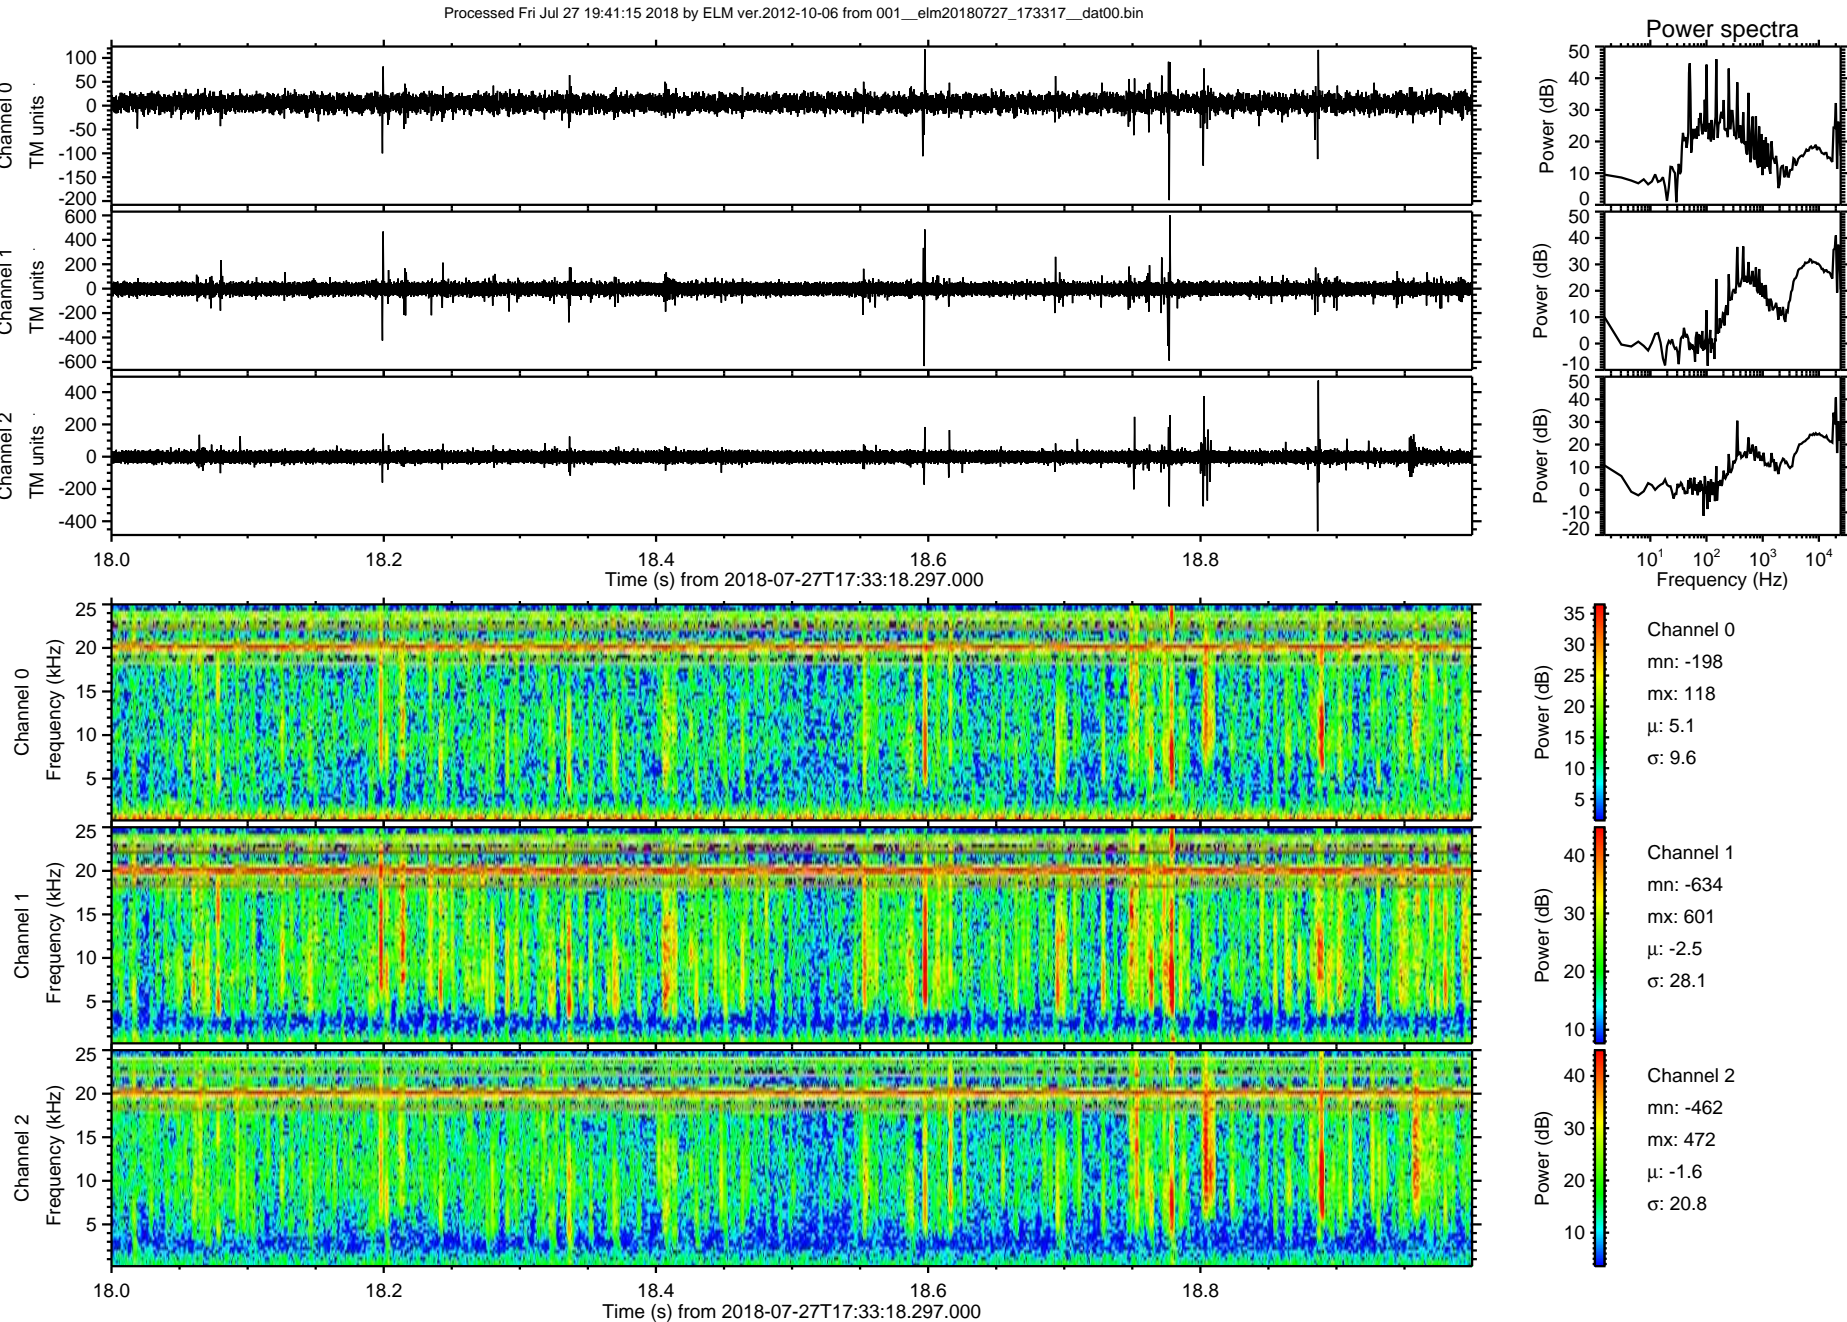 Processed Fri Jul 27 19:41:15 2018 by ELM ver.2012-10-06 from 001__elm20180727_173317__dat00.bin
Power spectra
Channel 0
TM units
100
50
0
-50
-100
-150
-200
Power (dB)
50
40
30
20
10
0
Channel 1
TM units
600
400
200
0
-200
-400
-600
Power (dB)
50
40
30
20
10
0
-10
Channel 2
TM units
400
200
0
-200
-400
Power (dB)
50
40
30
20
10
0
-10
-20
18.0 18.2 18.4 18.6 18.8
Time (s) from 2018-07-27T17:33:18.297.000
10¹ 10² 10³ 10⁴
Frequency (Hz)
Channel 0
Frequency (kHz)
25
20
15
10
5
Power (dB)
35
30
25
20
15
10
5
Channel 0
mn: -198
mx: 118
μ: 5.1
σ: 9.6
Channel 1
Frequency (kHz)
25
20
15
10
5
Power (dB)
40
30
20
10
Channel 1
mn: -634
mx: 601
μ: -2.5
σ: 28.1
Channel 2
Frequency (kHz)
25
20
15
10
5
Power (dB)
40
30
20
10
Channel 2
mn: -462
mx: 472
μ: -1.6
σ: 20.8
18.0 18.2 18.4 18.6 18.8
Time (s) from 2018-07-27T17:33:18.297.000